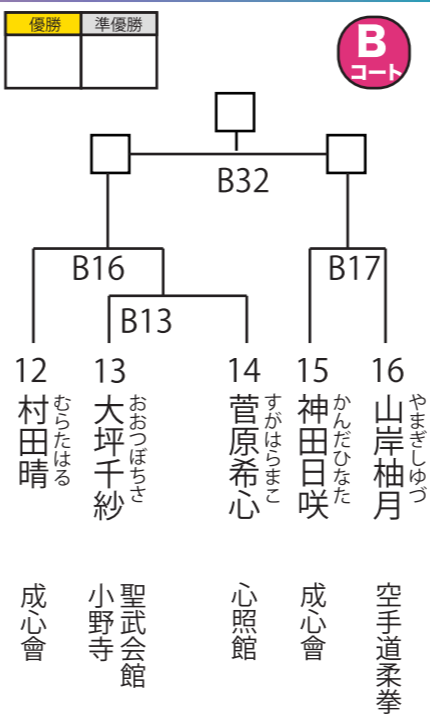 優勝
準優勝
B
コート
B32
B16
B17
B13
12
村田晴
むらたはる
成心會
13
大坪千紗
おおつぼちさ
聖武会館
小野寺
14
菅原希心
すがはらまこ
心照館
15
神田日咲
かんだひなた
成心會
16
山岸柚月
やまぎしゆづ
空手道柔拳